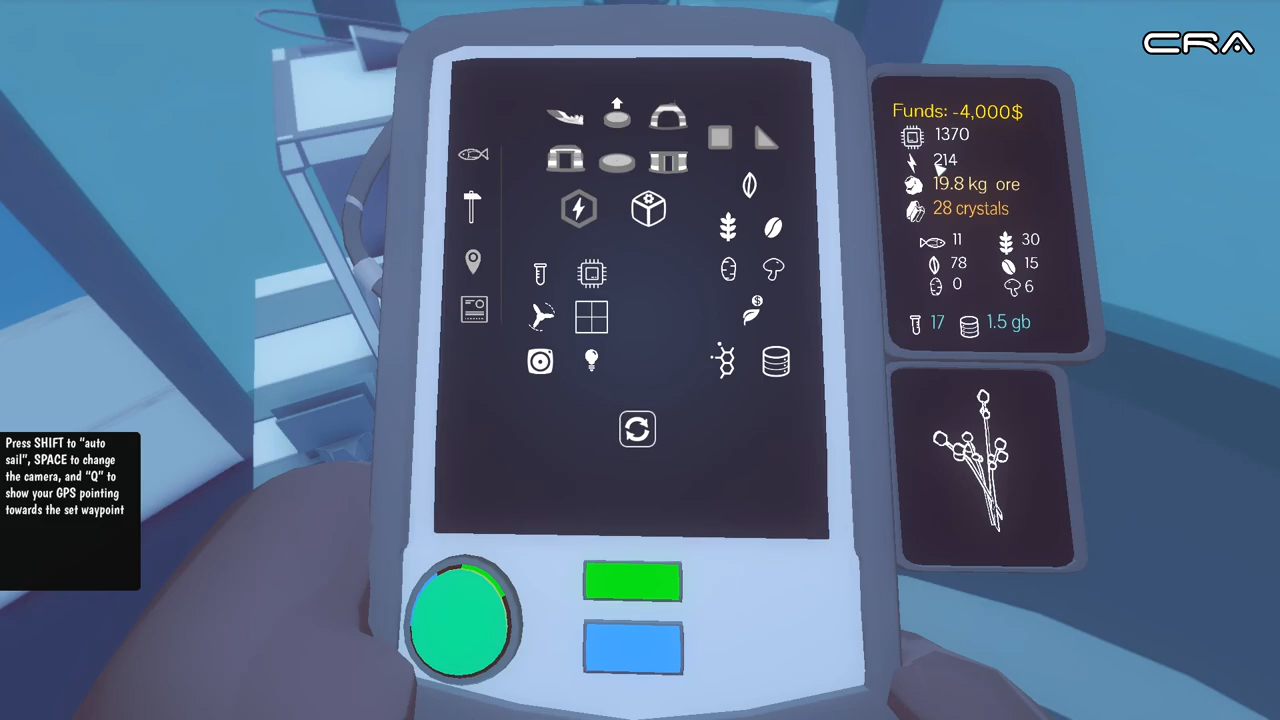 CRA
Funds: -4,000$
1370
214
19.8 kg ore
28 crystals
11 30
78 15
0 6
17 1.5 gb
Press SHIFT to "auto
sail", SPACE to change
the camera, and "Q" to
show your GPS pointing
towards the set waypoint